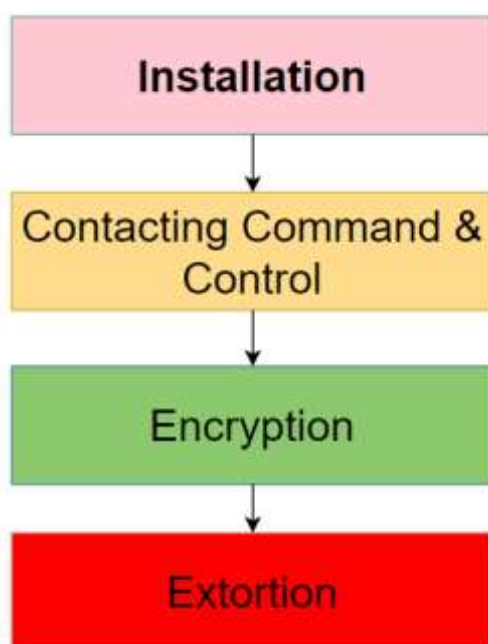 Installation
Contacting Command &
Control
Encryption
Extortion